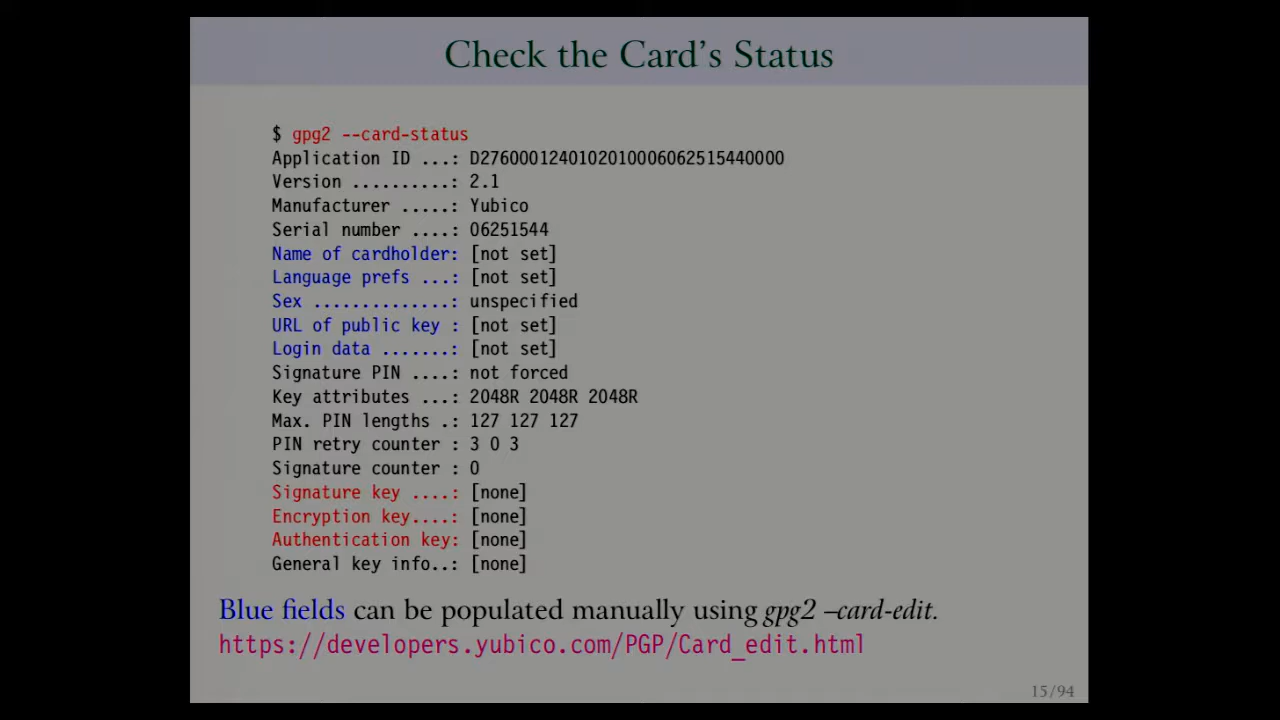 Check the Card's Status
$ gpg2 --card-status
Application ID ...: D2760001240102010006062515440000
Version ..........: 2.1
Manufacturer .....: Yubico
Serial number ....: 06251544
Name of cardholder: [not set]
Language prefs ...: [not set]
Sex ..............: unspecified
URL of public key : [not set]
Login data .......: [not set]
Signature PIN ....: not forced
Key attributes ...: 2048R 2048R 2048R
Max. PIN lengths .: 127 127 127
PIN retry counter : 3 0 3
Signature counter : 0
Signature key ....: [none]
Encryption key....: [none]
Authentication key: [none]
General key info..: [none]
Blue fields can be populated manually using gpg2 –card-edit.
https://developers.yubico.com/PGP/Card_edit.html
15/94